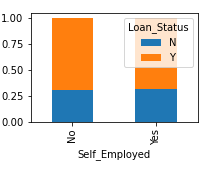 1.00
0.75
0.50
0.25
0.00
Loan_Status
N
Y
No
Yes
Self_Employed